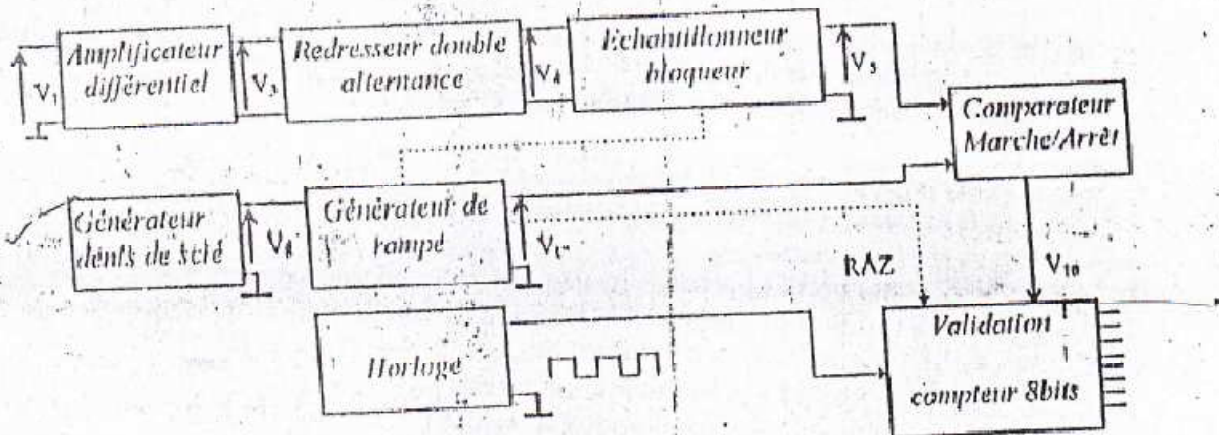 Amplificateur
différentiel
Redresseur double
alternance
Echantillonneur
bloqueur
V₁
V₃
V₄
V₅
Comparateur
Marche/Arrêt
Générateur
dents de scie
V₈
Générateur de
rampe
RAZ
V₁₀
Horloge
Validation
compteur 8bits